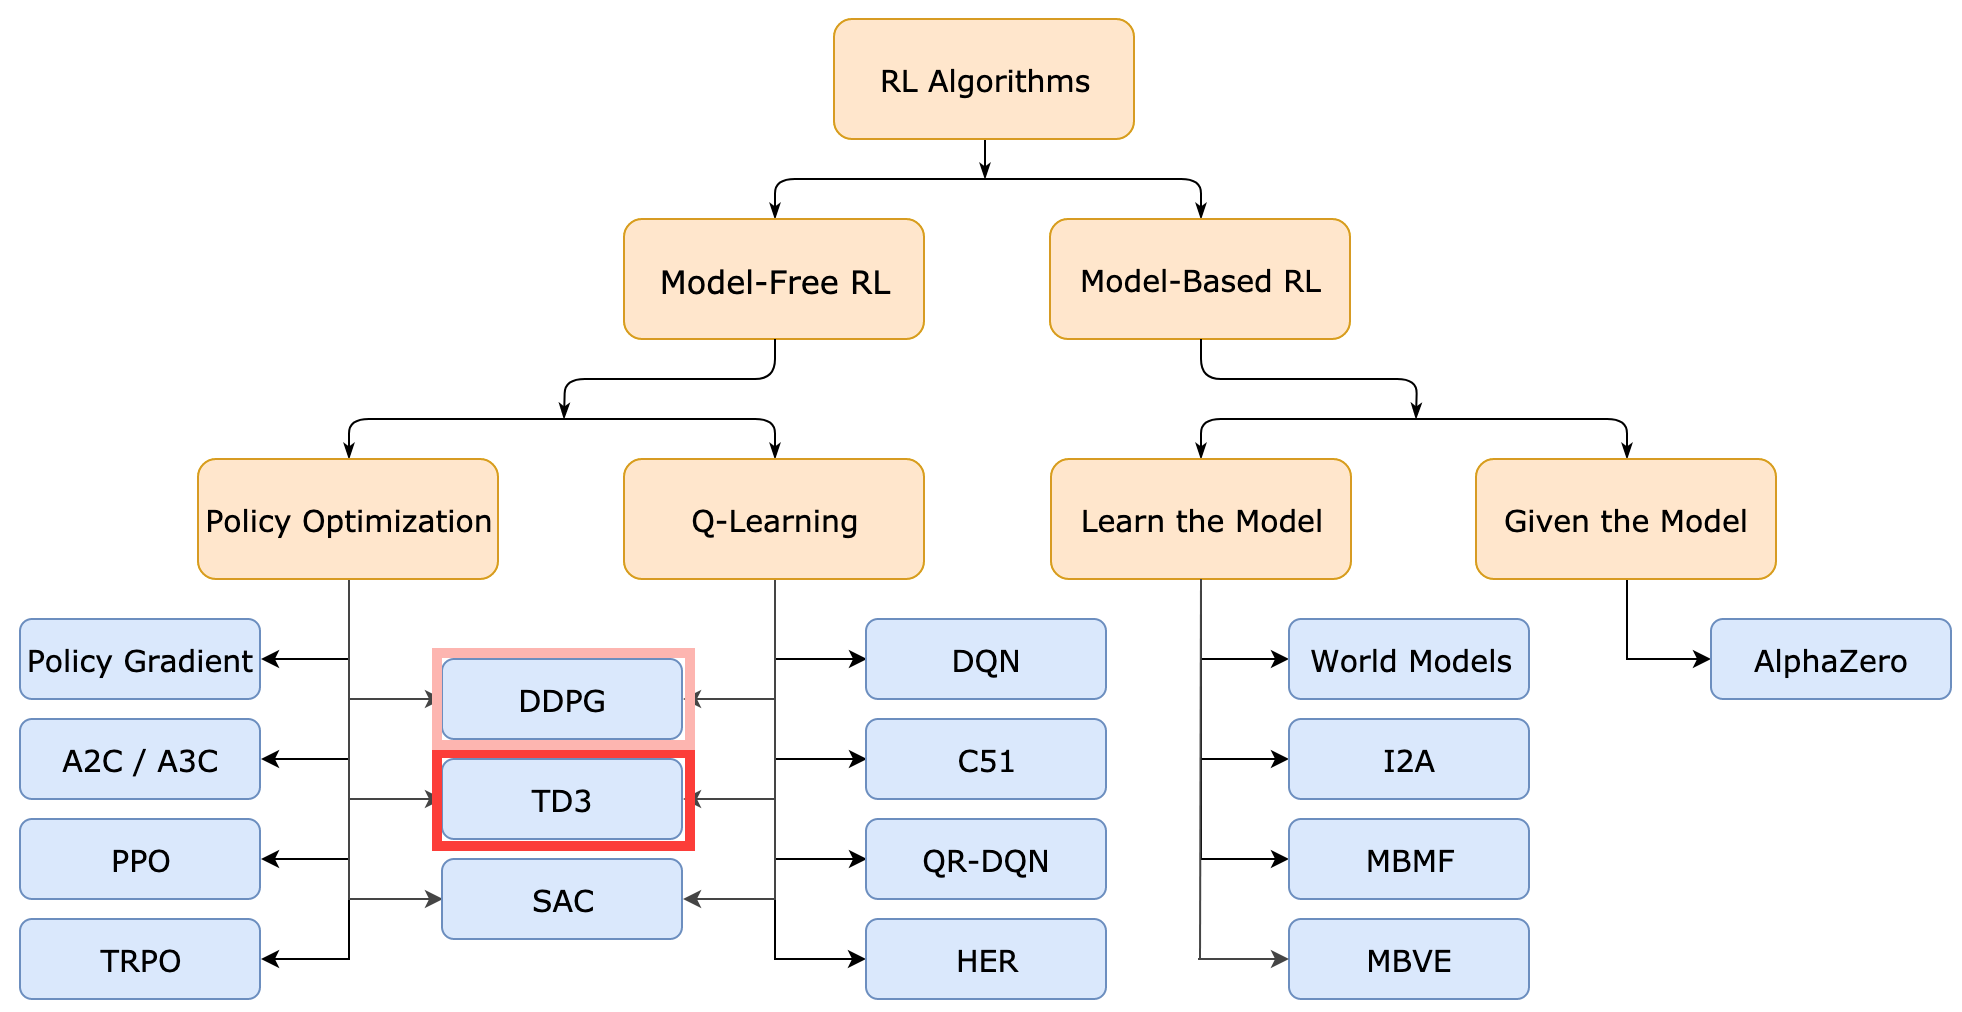 RL Algorithms
Model-Free RL
Model-Based RL
Policy Optimization
Q-Learning
Learn the Model
Given the Model
Policy Gradient
DDPG
DQN
World Models
AlphaZero
A2C / A3C
TD3
C51
I2A
PPO
SAC
QR-DQN
MBMF
TRPO
HER
MBVE